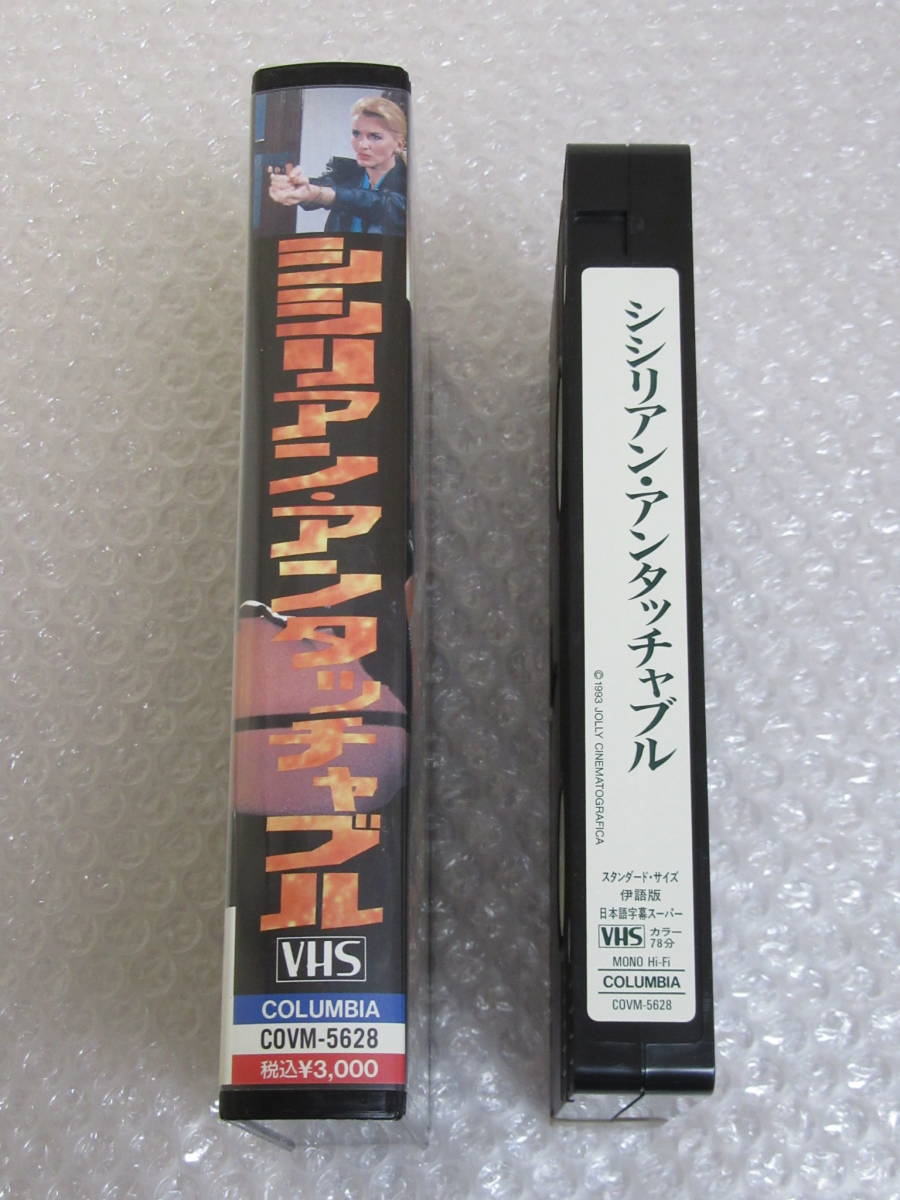 シシリアン・アンタッチャブル
VHS
COLUMBIA
COVM-5628
税込¥3,000
シシリアン・アンタッチャブル
© 1993 JOLLY CINEMATOGRAFICA
スタンダード・サイズ
伊語版
日本語字幕スーパー
VHS カラー 78分
MONO Hi-Fi
COLUMBIA
COVM-5628